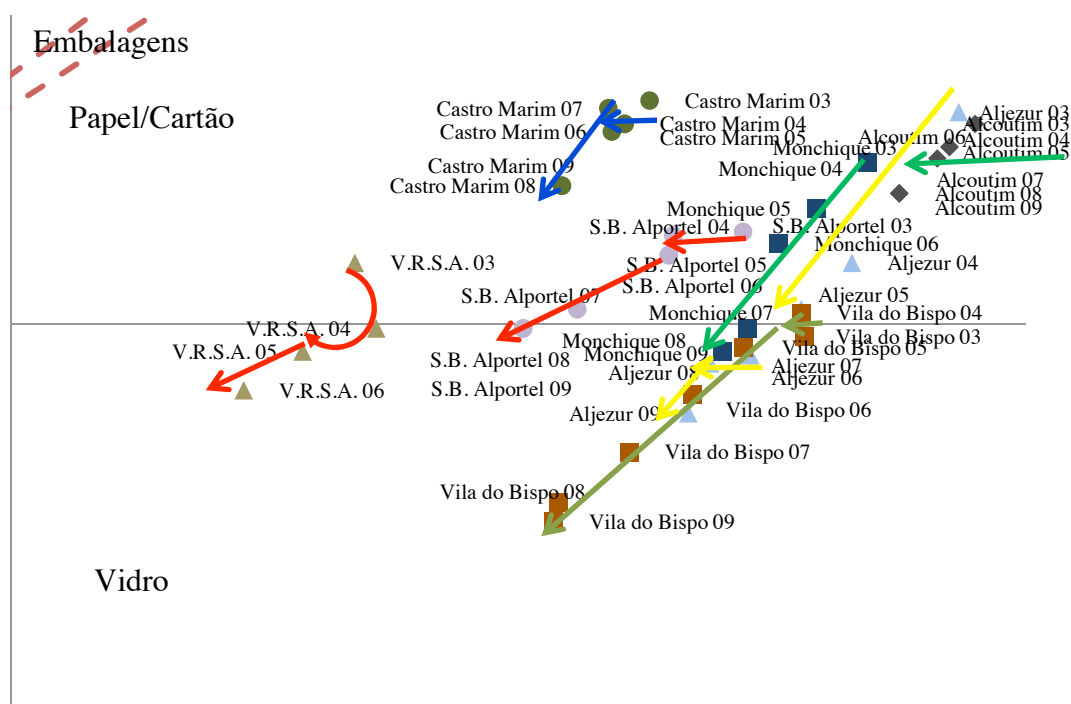 Embalagens
Papel/Cartão
Castro Marim 07
Castro Marim 03
Castro Marim 06
Castro Marim 04
Castro Marim 05
Castro Marim 09
Castro Marim 08
Aljezur 03
Alcoutim 03
Alcoutim 06
Alcoutim 04
Alcoutim 05
Monchique 03
Monchique 04
Alcoutim 07
Alcoutim 08
Alcoutim 09
Monchique 05
S.B. Alportel 04
S.B. Alportel 03
Monchique 06
V.R.S.A. 03
S.B. Alportel 05
Aljezur 04
S.B. Alportel 06
S.B. Alportel 07
Aljezur 05
Monchique 07
Vila do Bispo 04
V.R.S.A. 04
Vila do Bispo 03
Monchique 08
Vila do Bispo 05
V.R.S.A. 05
Monchique 09
S.B. Alportel 08
Aljezur 07
Aljezur 08
Aljezur 06
V.R.S.A. 06
S.B. Alportel 09
Aljezur 09
Vila do Bispo 06
Vila do Bispo 07
Vila do Bispo 08
Vila do Bispo 09
Vidro